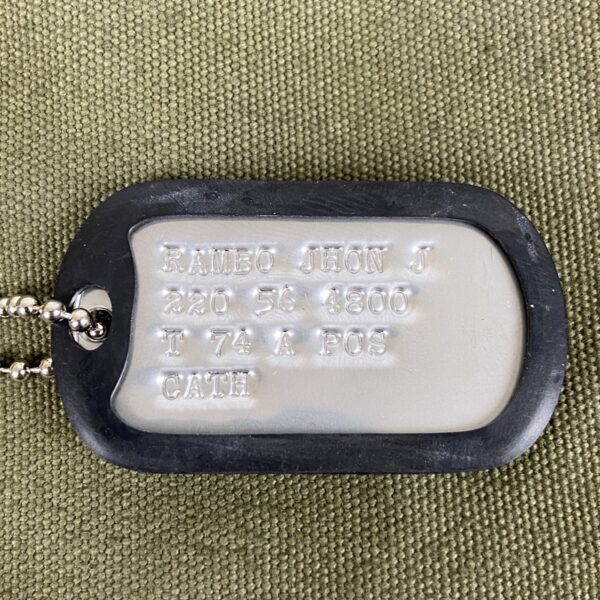 RAMBO JHON J
220 56 4800
T 74 A POS
CATH